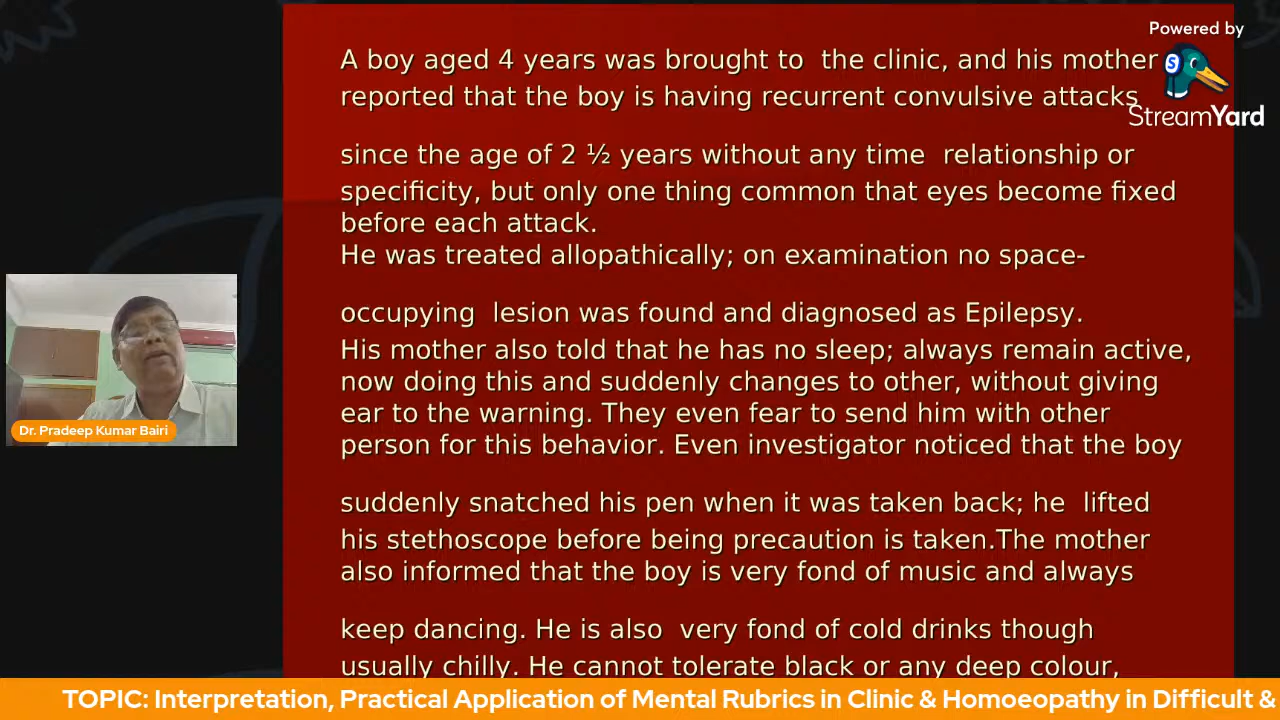 Powered by
StreamYard
A boy aged 4 years was brought to the clinic, and his mother
reported that the boy is having recurrent convulsive attacks
since the age of 2 ½ years without any time relationship or
specificity, but only one thing common that eyes become fixed
before each attack.
He was treated allopathically; on examination no space-
occupying lesion was found and diagnosed as Epilepsy.
His mother also told that he has no sleep; always remain active,
now doing this and suddenly changes to other, without giving
ear to the warning. They even fear to send him with other
person for this behavior. Even investigator noticed that the boy
suddenly snatched his pen when it was taken back; he lifted
his stethoscope before being precaution is taken.The mother
also informed that the boy is very fond of music and always
keep dancing. He is also very fond of cold drinks though
usually chilly. He cannot tolerate black or any deep colour,
Dr. Pradeep Kumar Bairi
TOPIC: Interpretation, Practical Application of Mental Rubrics in Clinic & Homoeopathy in Difficult &